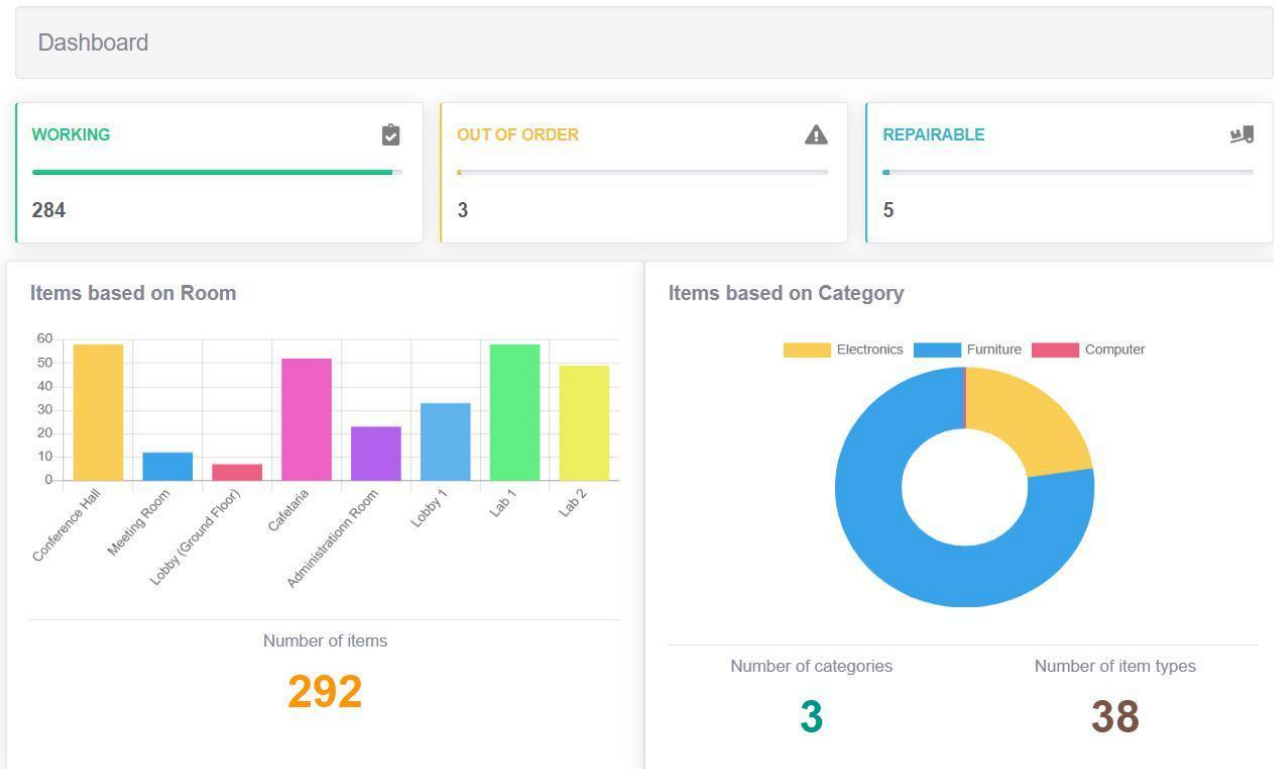 Dashboard
WORKING
284
OUT OF ORDER
3
REPAIRABLE
5
Items based on Room
60
50
40
30
20
10
0
Conference Hall
Meeting Room
Lobby (Ground Floor)
Cafetaria
Administrationn Room
Lobby 1
Lab 1
Lab 2
Number of items
292
Items based on Category
Electronics Furniture Computer
Number of categories
3
Number of item types
38